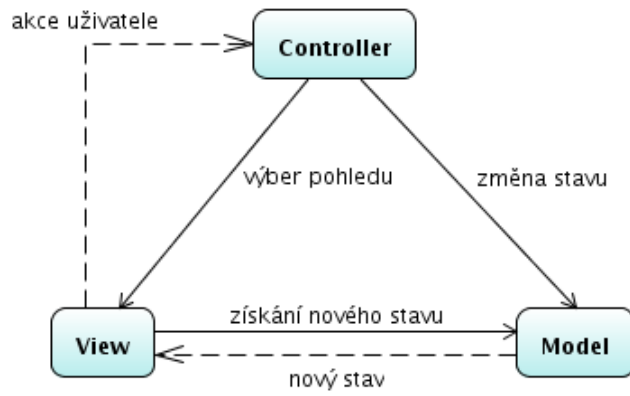 akce uživatele
Controller
výber pohledu
změna stavu
získání nového stavu
View
Model
nový stav